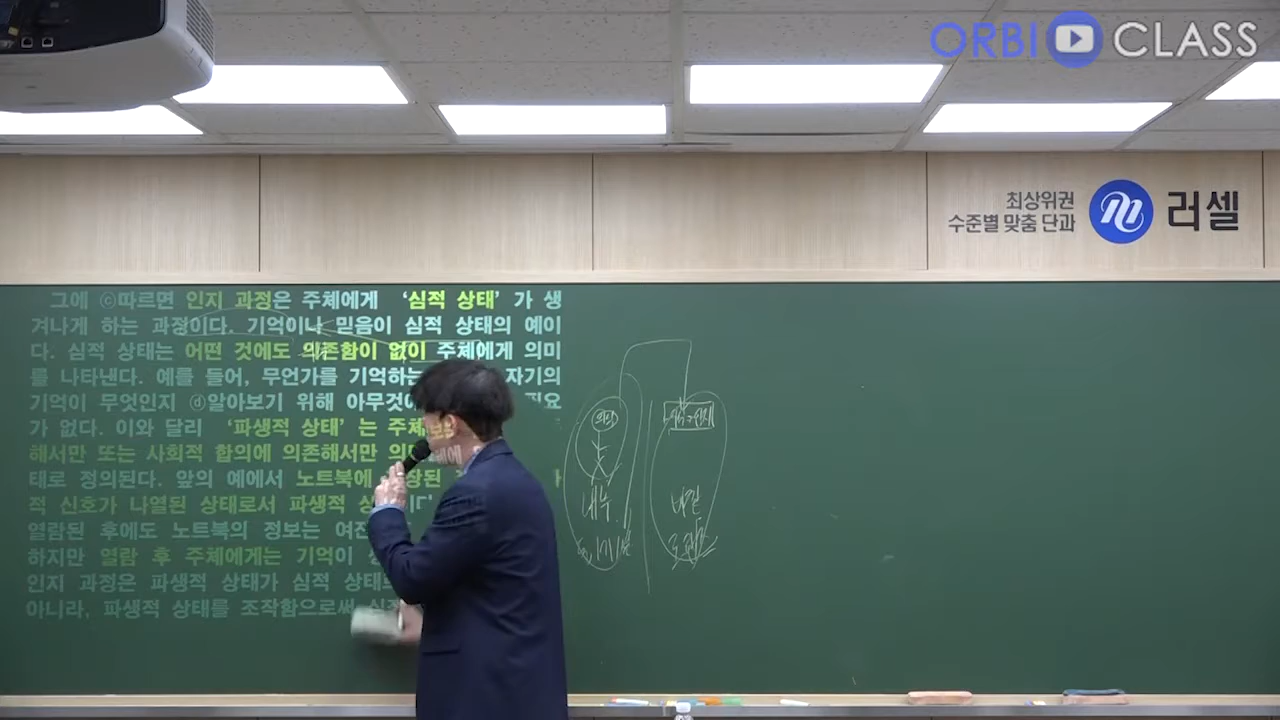 ORBI CLASS
최상위권
수준별 맞춤 단과
러셀
그에 ⓒ따르면 인지 과정은 주체에게 ‘심적 상태’가 생
겨나게 하는 과정이다. 기억이나 믿음이 심적 상태의 예이
다. 심적 상태는 어떤 것에도 의존함이 없이 주체에게 의미
를 나타낸다. 예를 들어, 무언가를 기억하는 자기의
기억이 무엇인지 ⓓ알아보기 위해 아무것에
가 없다. 이와 달리 ‘파생적 상태’는
해서만 또는 사회적 합의에 의존해서만
태로 정의된다. 앞의 예에서 노트북에
적 신호가 나열된 상태로서 파생적
열람된 후에도 노트북의 정보는
하지만 열람 후 주체에게는 기억이
인지 과정은 파생적 상태가 심적
아니라, 파생적 상태를 조작함으로써
내부